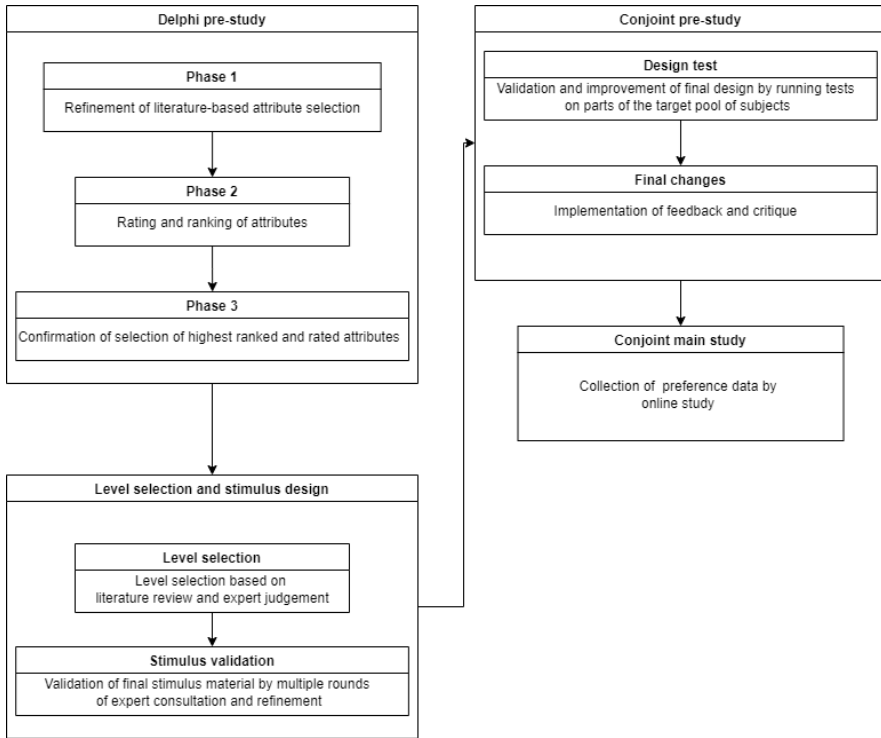 Delphi pre-study
Phase 1
Refinement of literature-based attribute selection
Phase 2
Rating and ranking of attributes
Phase 3
Confirmation of selection of highest ranked and rated attributes
Level selection and stimulus design
Level selection
Level selection based on
literature review and expert judgement
Stimulus validation
Validation of final stimulus material by multiple rounds
of expert consultation and refinement
Conjoint pre-study
Design test
Validation and improvement of final design by running tests
on parts of the target pool of subjects
Final changes
Implementation of feedback and critique
Conjoint main study
Collection of preference data by
online study